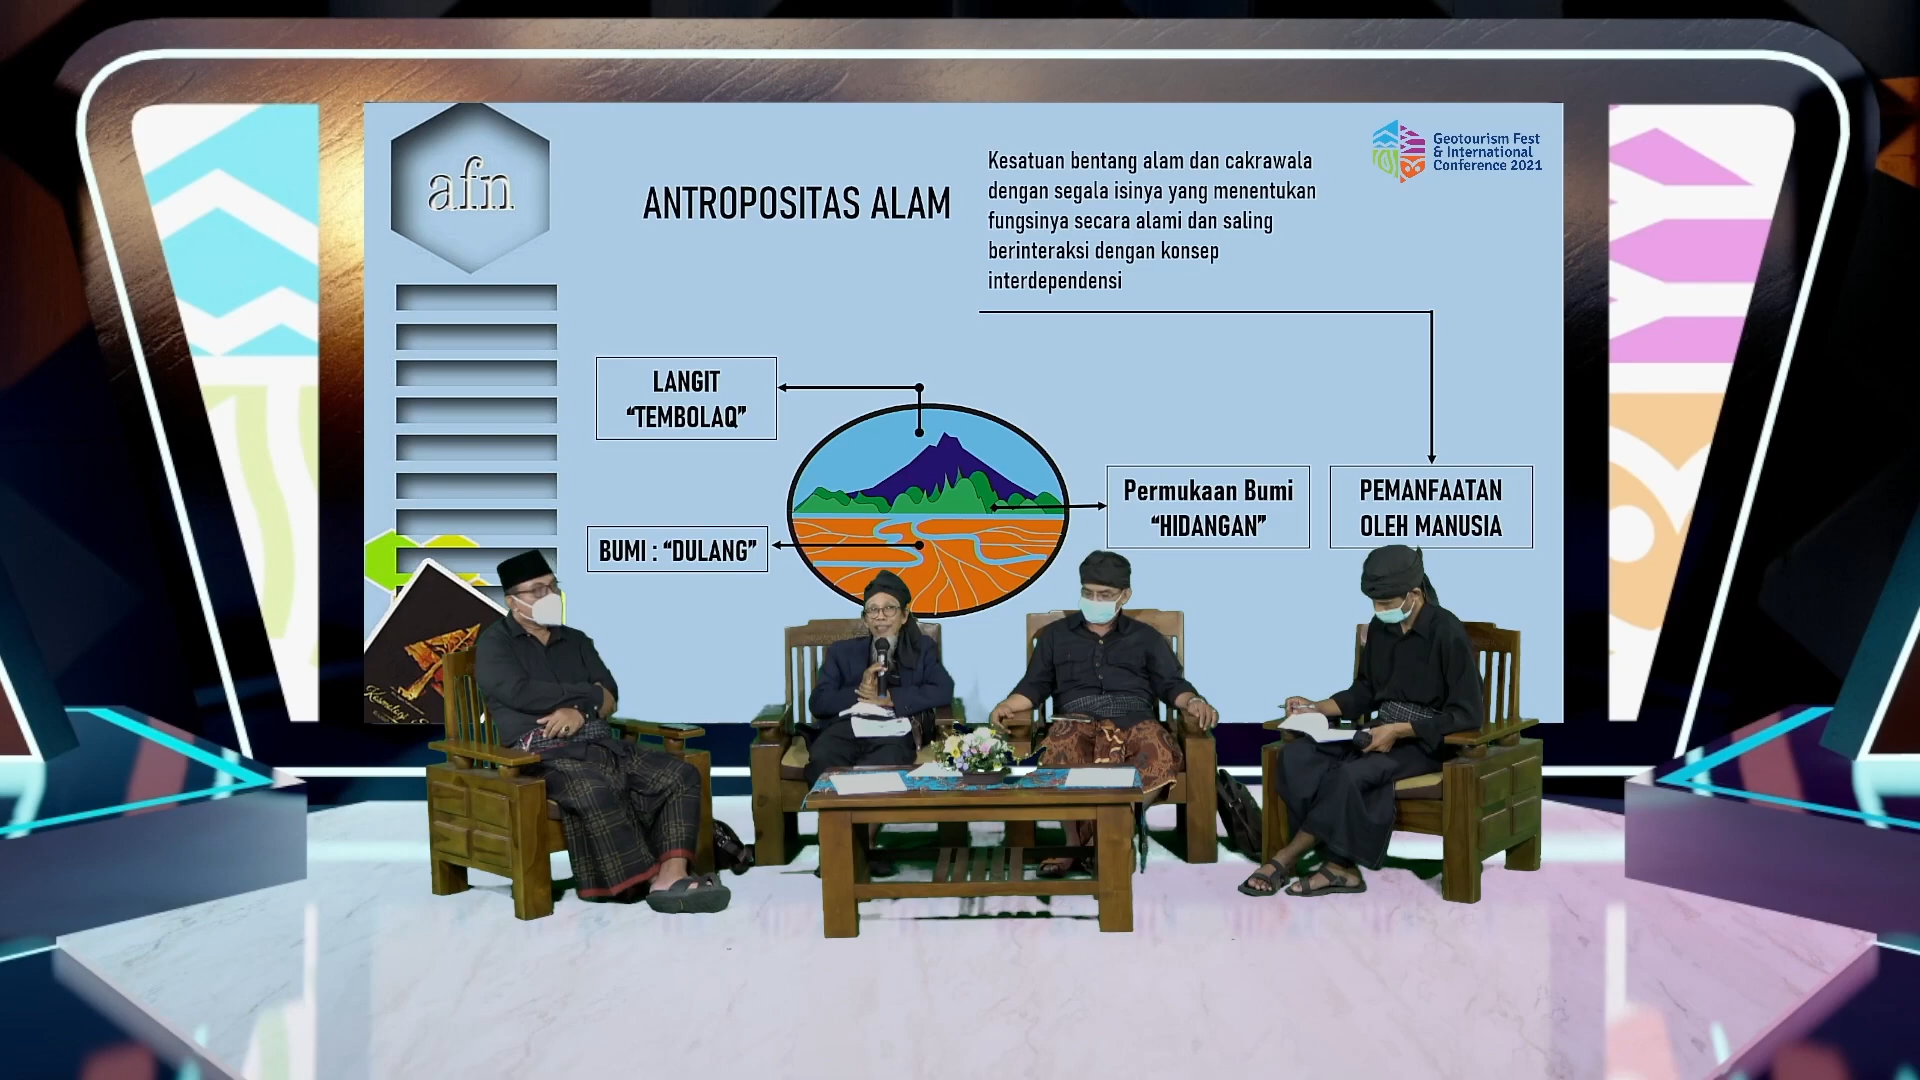 afn
ANTROPOSITAS ALAM
Kesatuan bentang alam dan cakrawala
dengan segala isinya yang menentukan
fungsinya secara alami dan saling
berinteraksi dengan konsep
interdependensi
Geotourism Fest
& International
Conference 2021
LANGIT
“TEMBOLAQ”
BUMI : “DULANG”
Permukaan Bumi
“HIDANGAN”
PEMANFAATAN
OLEH MANUSIA